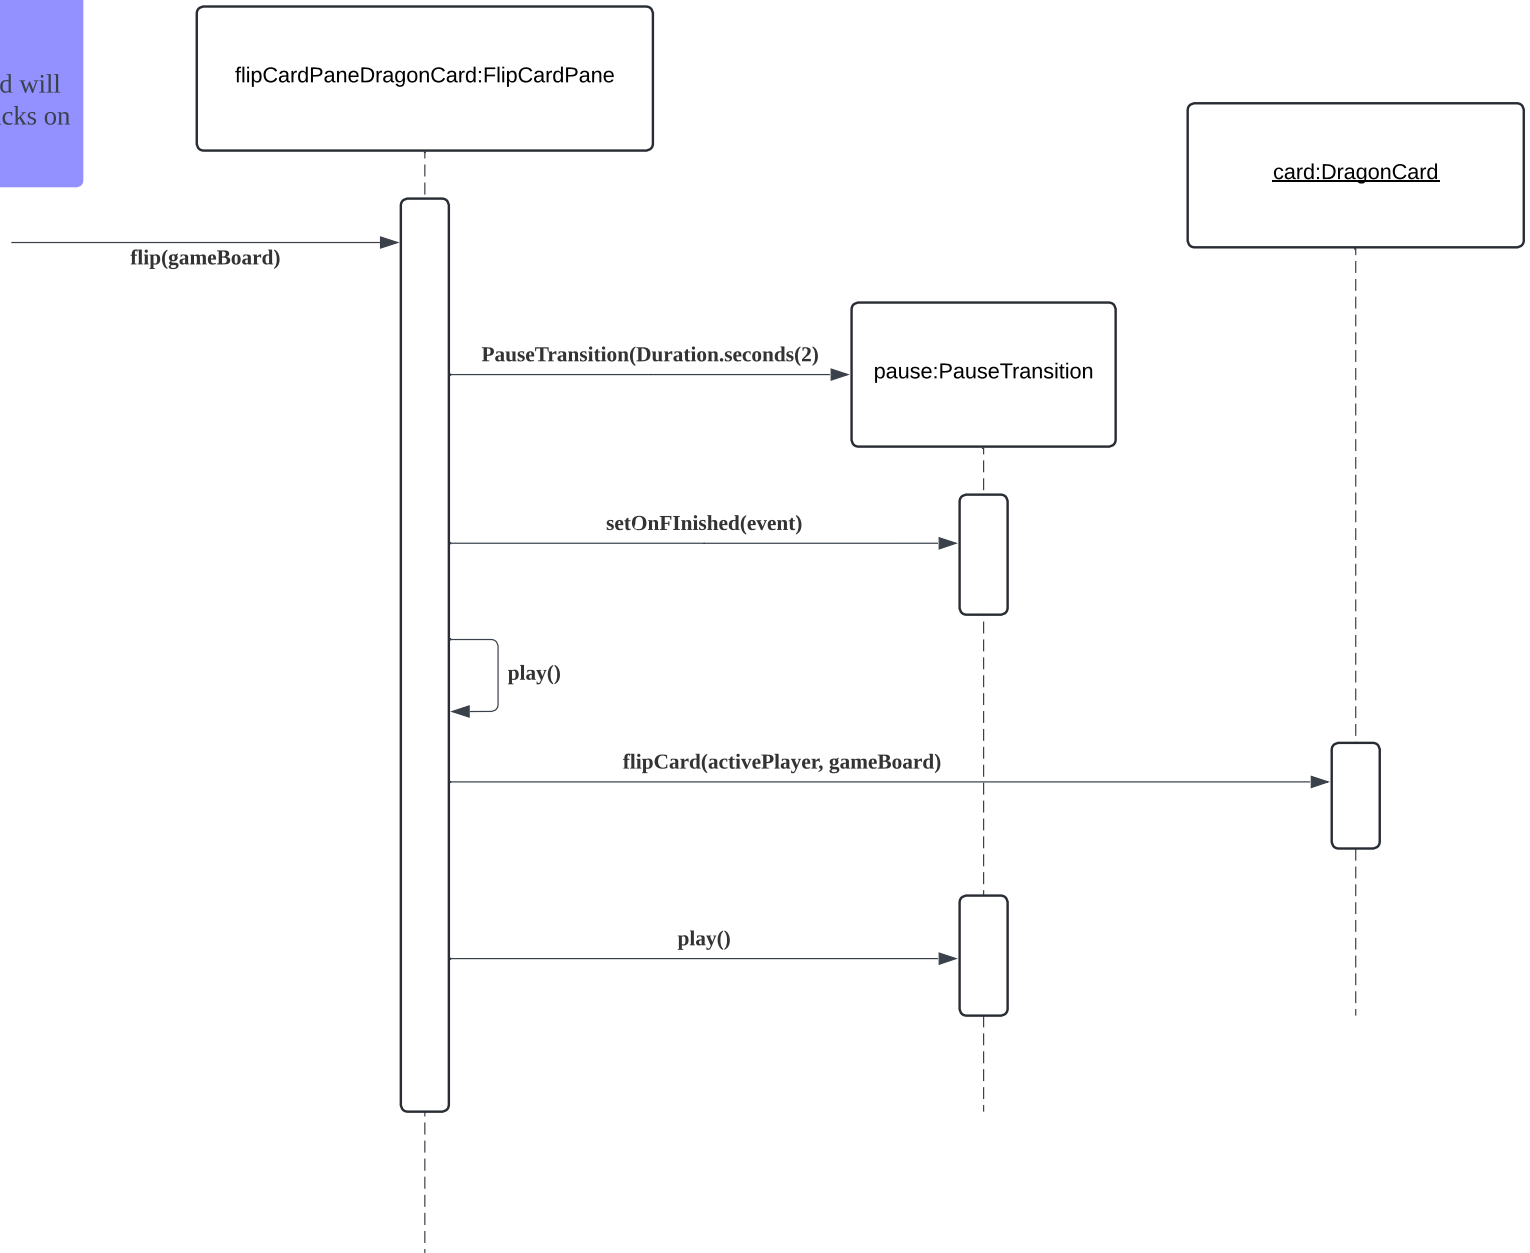 will
on
flipCardPaneDragonCard:FlipCardPane
card:DragonCard
flip(gameBoard)
PauseTransition(Duration.seconds(2)
pause:PauseTransition
setOnFInished(event)
play()
flipCard(activePlayer, gameBoard)
play()